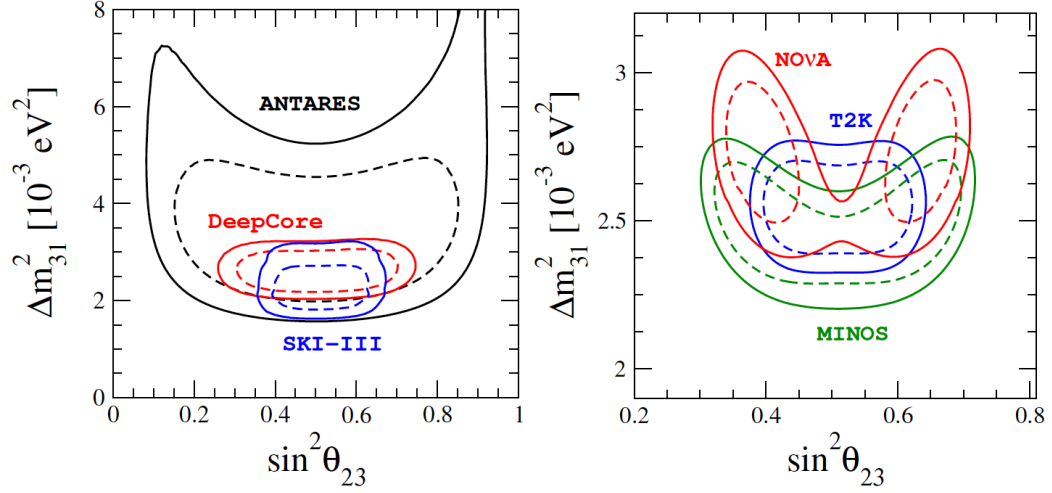 8
6
4
2
0
Δm²₃₁ [10⁻³ eV²]
ANTARES
DeepCore
SKI-III
0 0.2 0.4 0.6 0.8 1
sin²θ₂₃
3
2.5
2
Δm²₃₁ [10⁻³ eV²]
NOνA
T2K
MINOS
0.2 0.4 0.6 0.8
sin²θ₂₃